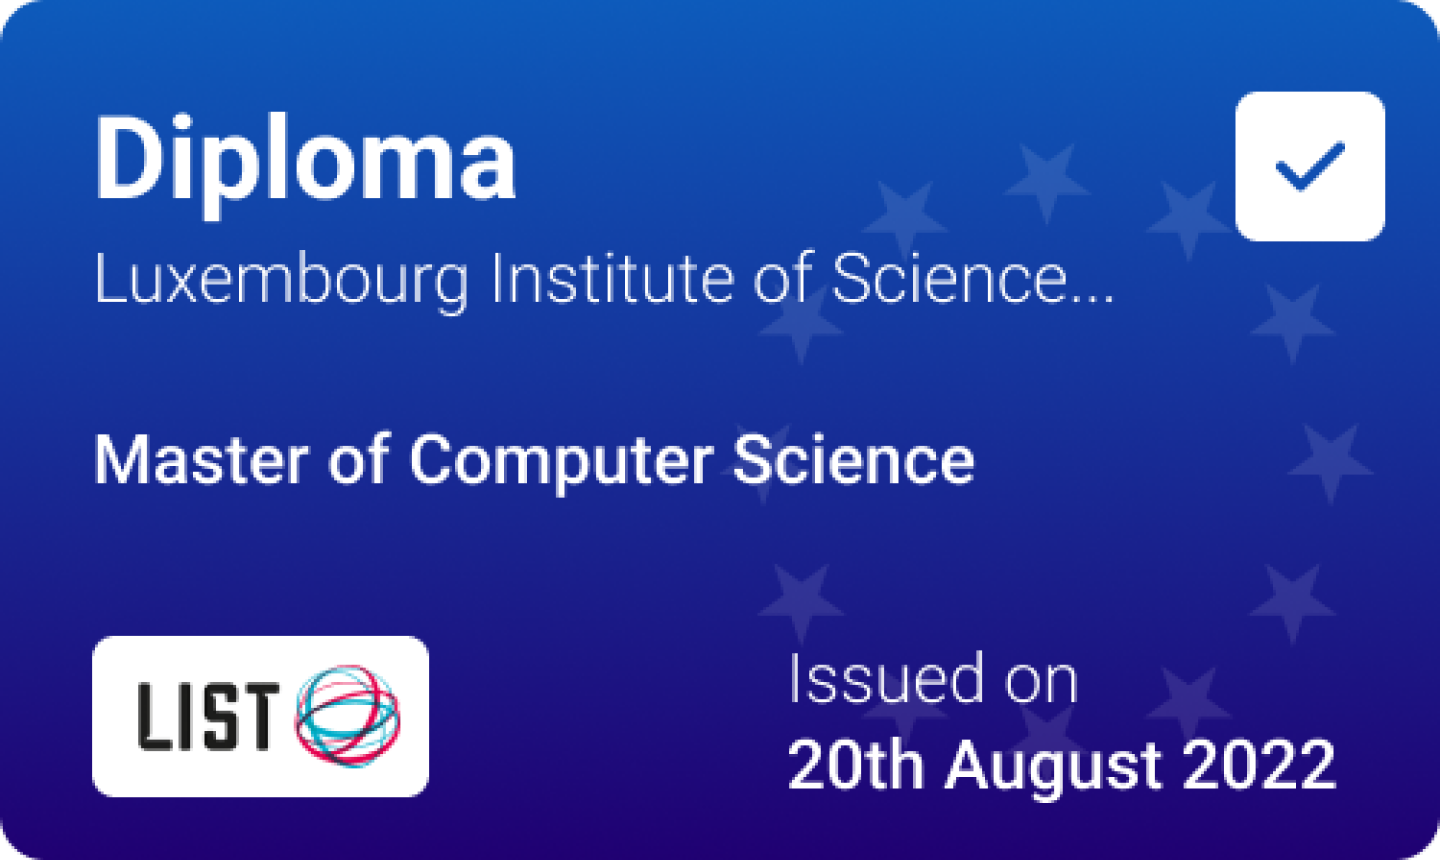 Diploma
Luxembourg Institute of Science...
Master of Computer Science
LIST
Issued on
20th August 2022